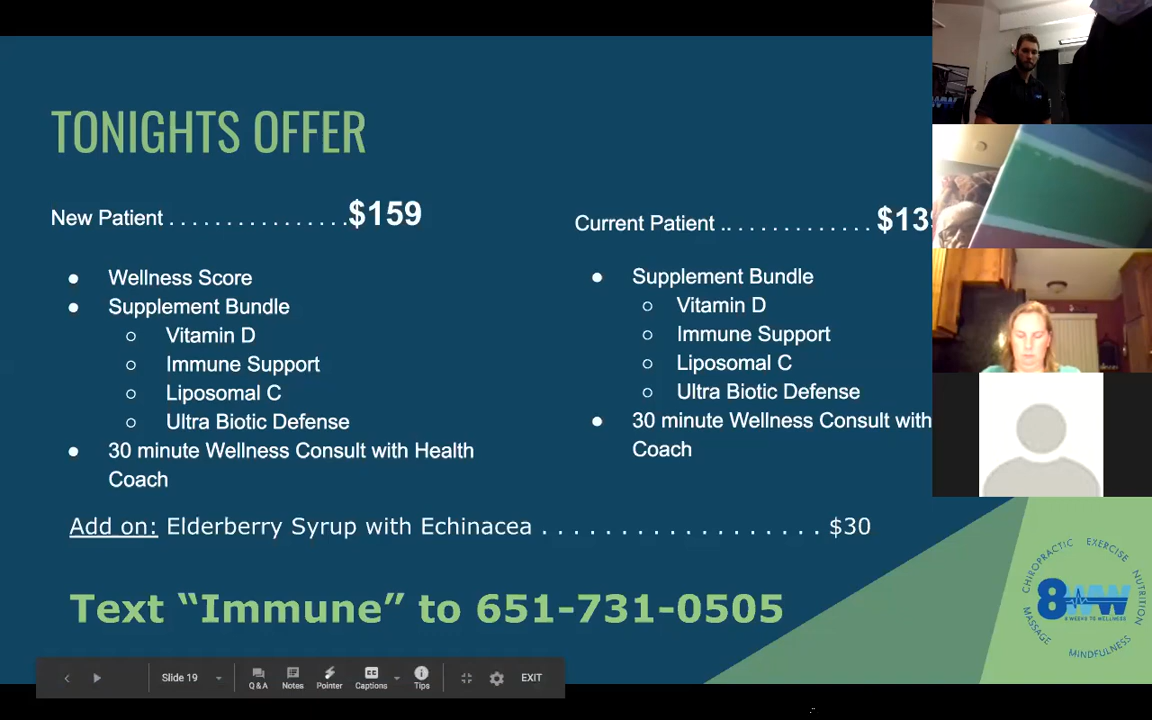 TONIGHTS OFFER
New Patient . . . . . . . . . . . . . . . $159
Wellness Score
Supplement Bundle
Vitamin D
Immune Support
Liposomal C
Ultra Biotic Defense
30 minute Wellness Consult with Health
Coach
Current Patient .. . . . . . . . . . . . . $139
Supplement Bundle
Vitamin D
Immune Support
Liposomal C
Ultra Biotic Defense
30 minute Wellness Consult with
Coach
Add on: Elderberry Syrup with Echinacea . . . . . . . . . . . . . . . . . . $30
Text “Immune” to 651-731-0505
CHIROPRACTIC EXERCISE NUTRITION
8WW
8 WEEKS TO WELLNESS
MASSAGE MINDFULNESS
Slide 19
Q&A
Notes
Pointer
Captions
Tips
EXIT